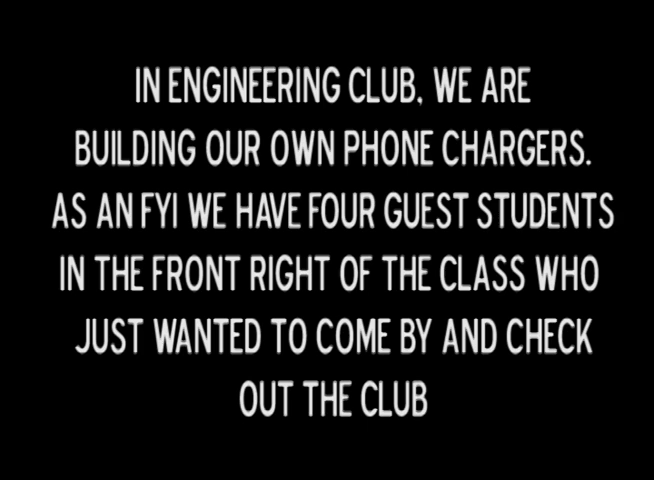 IN ENGINEERING CLUB, WE ARE
BUILDING OUR OWN PHONE CHARGERS.
AS AN FYI WE HAVE FOUR GUEST STUDENTS
IN THE FRONT RIGHT OF THE CLASS WHO
JUST WANTED TO COME BY AND CHECK
OUT THE CLUB